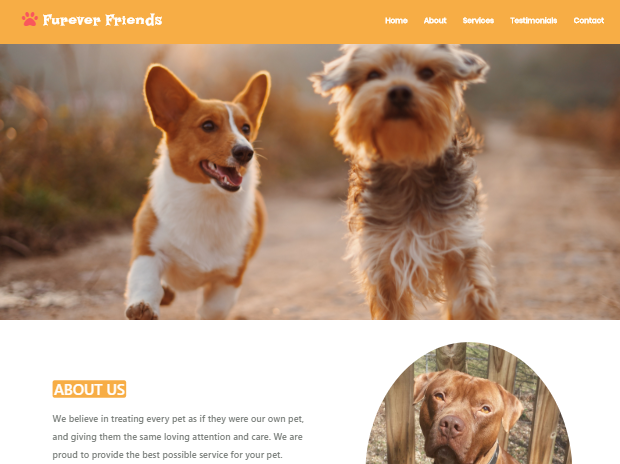 Furever Friends
Home About Services Testimonials Contact
ABOUT US
We believe in treating every pet as if they were our own pet,
and giving them the same loving attention and care. We are
proud to provide the best possible service for your pet.